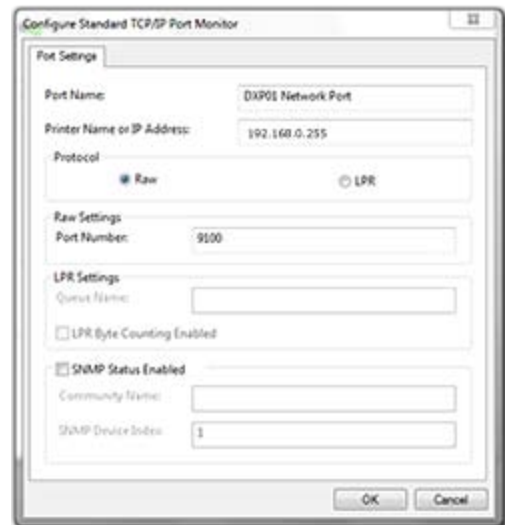 Configure Standard TCP/IP Port Monitor
Port Settings
Port Name: DXP01 Network Port
Printer Name or IP Address: 192.168.0.255
Protocol
Raw LPR
Raw Settings
Port Number: 9100
LPR Settings
Queue Name:
LPR Byte Counting Enabled
SNMP Status Enabled
Community Name:
SNMP Device Index: 1
OK Cancel